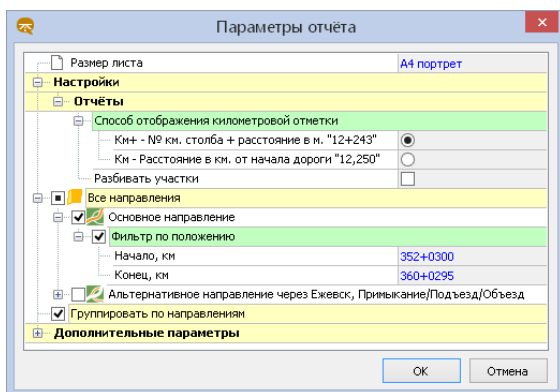 Параметры отчёта
Размер листа А4 портрет
Настройки
Отчёты
Способ отображения километровой отметки
Км+ - № км. столба + расстояние в м. "12+243"
Км - Расстояние в км. от начала дороги "12,250"
Разбивать участки
Все направления
Основное направление
Фильтр по положению
Начало, км 352+0300
Конец, км 360+0295
Альтернативное направление через Ежевск, Примыкание/Подъезд/Объезд
Группировать по направлениям
Дополнительные параметры
ОК Отмена